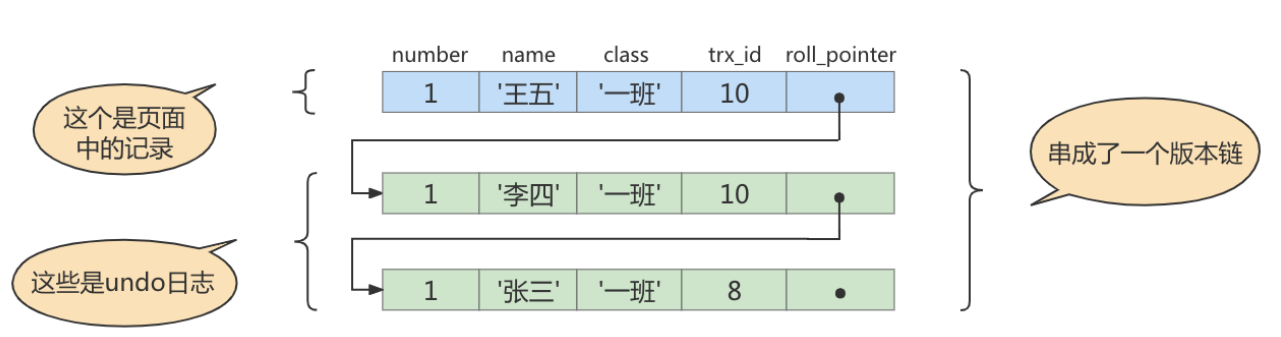 number name class trx_id roll_pointer
1 '王五' '一班' 10
这个是页面
中的记录
串成了一个版本链
1 '李四' '一班' 10
这些是undo日志
1 '张三' '一班' 8